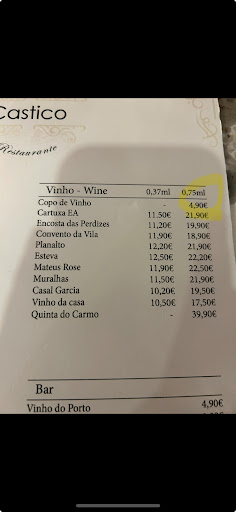 Castico
Restaurante
Vinho - Wine 0,37ml 0,75ml
Copo de Vinho - 4,90€
Cartuxa EA 11.50€ 21,90€
Encosta das Perdizes 11,20€ 19,90€
Convento da Vila 11,90€ 18,90€
Planalto 12,20€ 21,90€
Esteva 12,50€ 22,20€
Mateus Rose 11,90€ 22,50€
Muralhas 11,50€ 21,90€
Casal Garcia 10,20€ 19,50€
Vinho da casa 10,50€ 17,50€
Quinta do Carmo - 39,90€
Bar
Vinho do Porto 4,90€